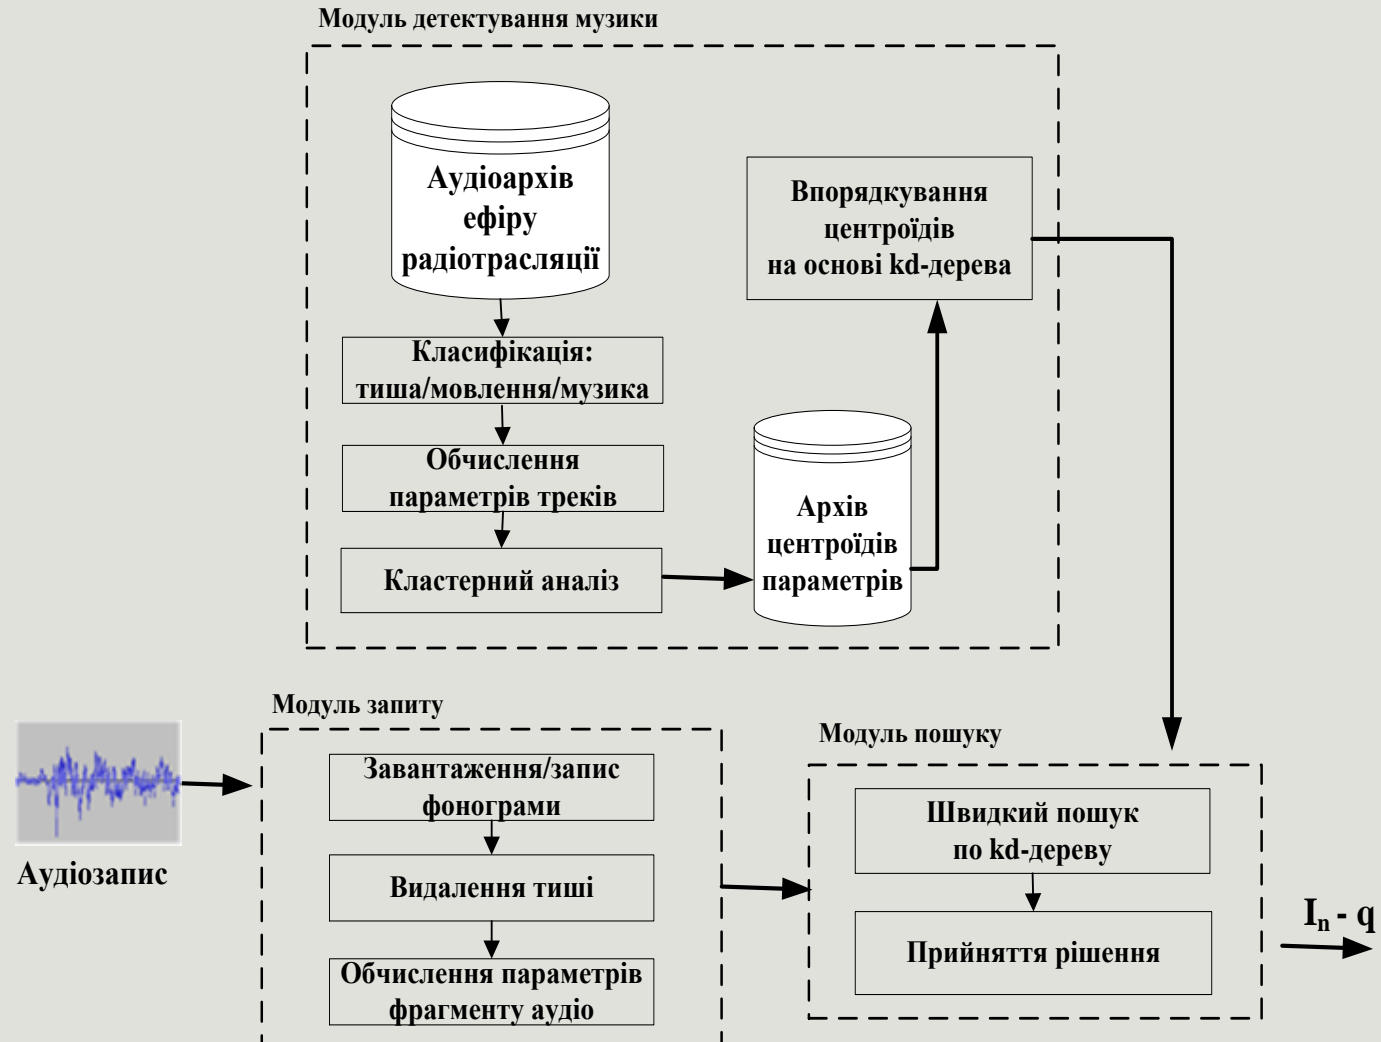 Модуль детектування музики
Аудіоархів
ефіру
радіотрасляції
Впорядкування
центроїдів
на основі kd-дерева
Класифікація:
тиша/мовлення/музика
Обчислення
параметрів треків
Кластерний аналіз
Архів
центроїдів
параметрів
Модуль запиту
Завантаження/запис
фонограми
Видалення тиші
Обчислення параметрів
фрагменту аудіо
Аудіозапис
Модуль пошуку
Швидкий пошук
по kd-дереву
Прийняття рішення
Iₙ - q